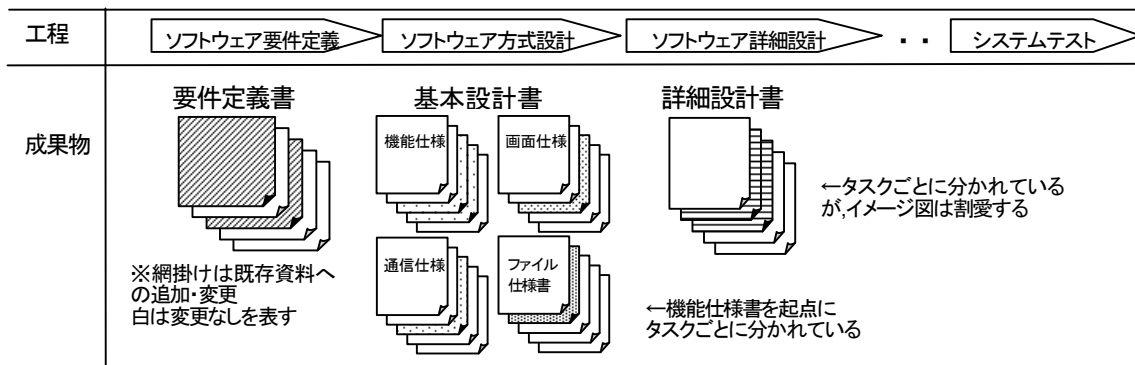 工程
ソフトウェア要件定義
ソフトウェア方式設計
ソフトウェア詳細設計
・・
システムテスト
成果物
要件定義書
基本設計書
詳細設計書
機能仕様
画面仕様
通信仕様
ファイル
仕様書
←タスクごとに分かれている
が,イメージ図は割愛する
※網掛けは既存資料へ
の追加・変更
白は変更なしを表す
←機能仕様書を起点に
タスクごとに分かれている